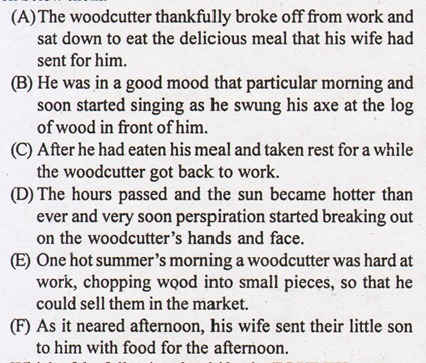 (A) The woodcutter thankfully broke off from work and
sat down to eat the delicious meal that his wife had
sent for him.
(B) He was in a good mood that particular morning and
soon started singing as he swung his axe at the log
of wood in front of him.
(C) After he had eaten his meal and taken rest for a while
the woodcutter got back to work.
(D) The hours passed and the sun became hotter than
ever and very soon perspiration started breaking out
on the woodcutter's hands and face.
(E) One hot summer's morning a woodcutter was hard at
work, chopping wood into small pieces, so that he
could sell them in the market.
(F) As it neared afternoon, his wife sent their little son
to him with food for the afternoon.